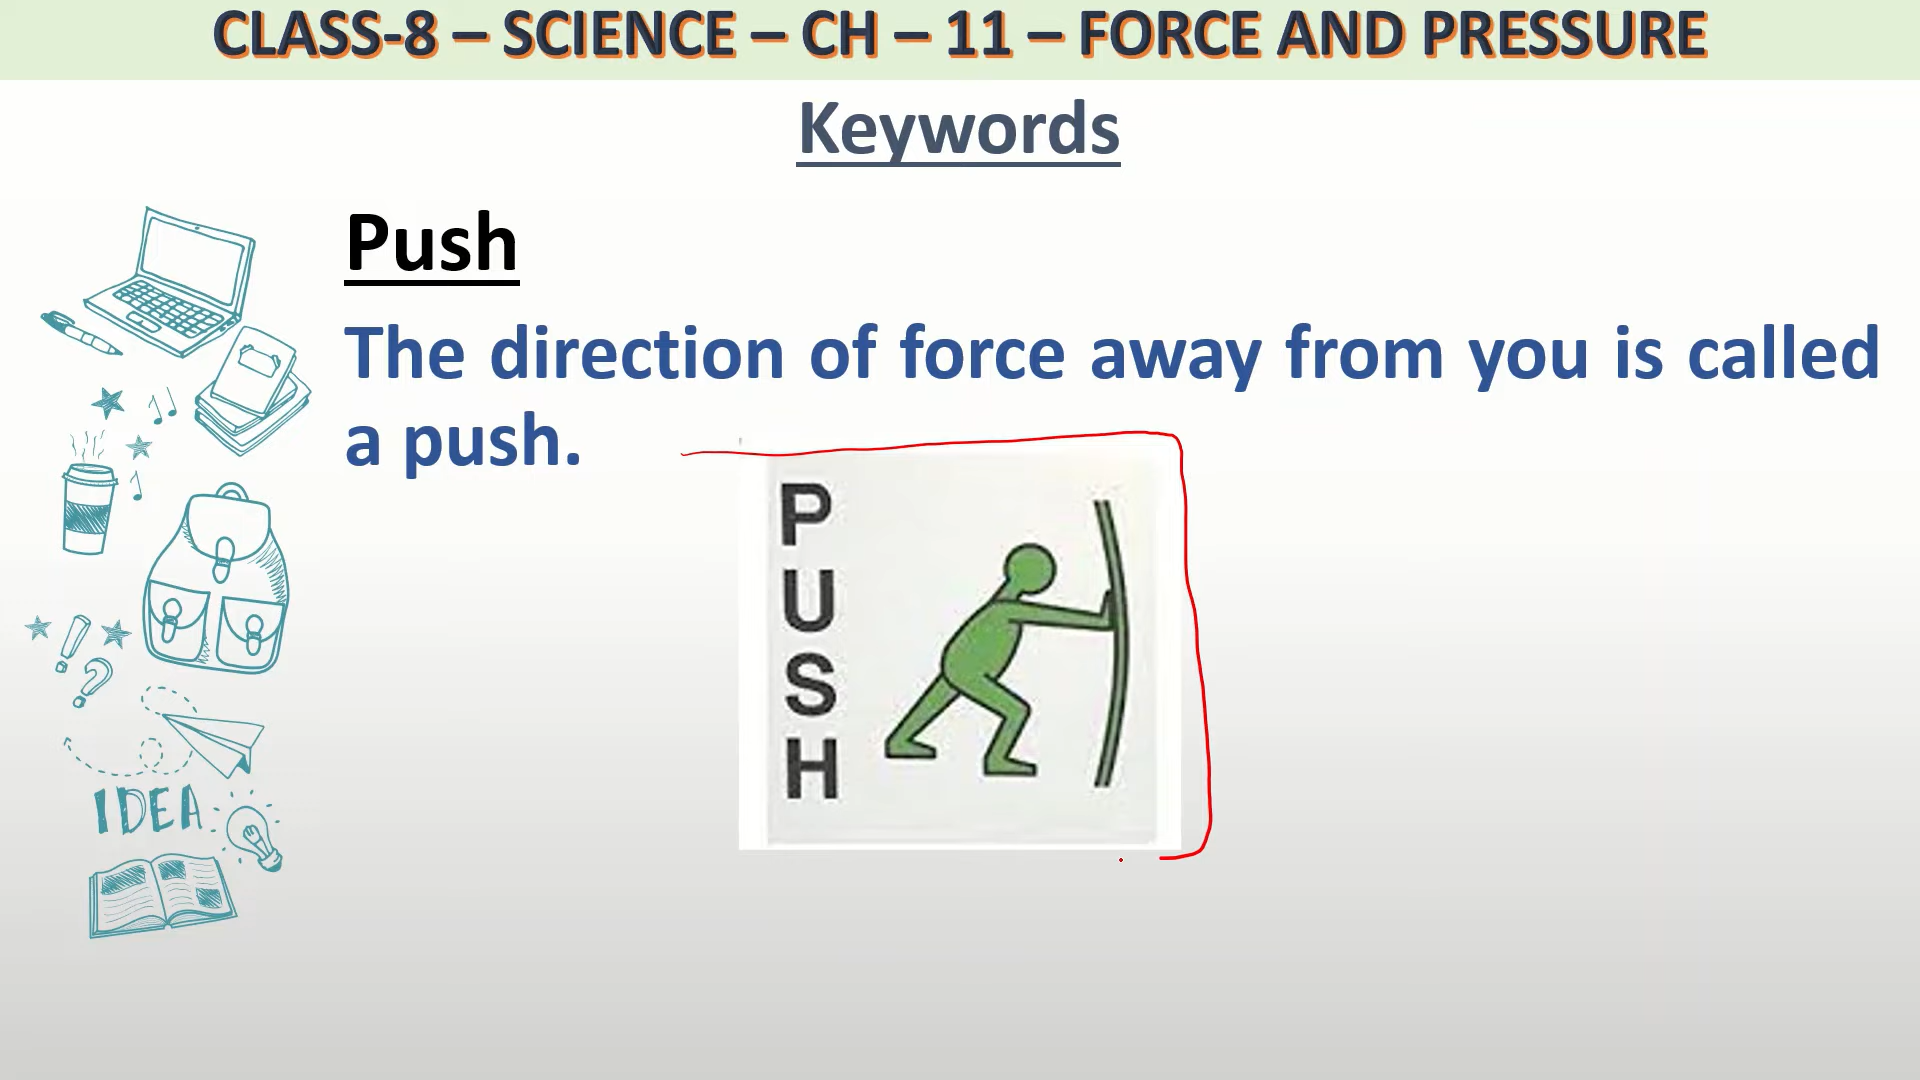 CLASS-8 – SCIENCE – CH – 11 – FORCE AND PRESSURE
Keywords
Push
The direction of force away from you is called
a push.
P
U
S
H
IDEA